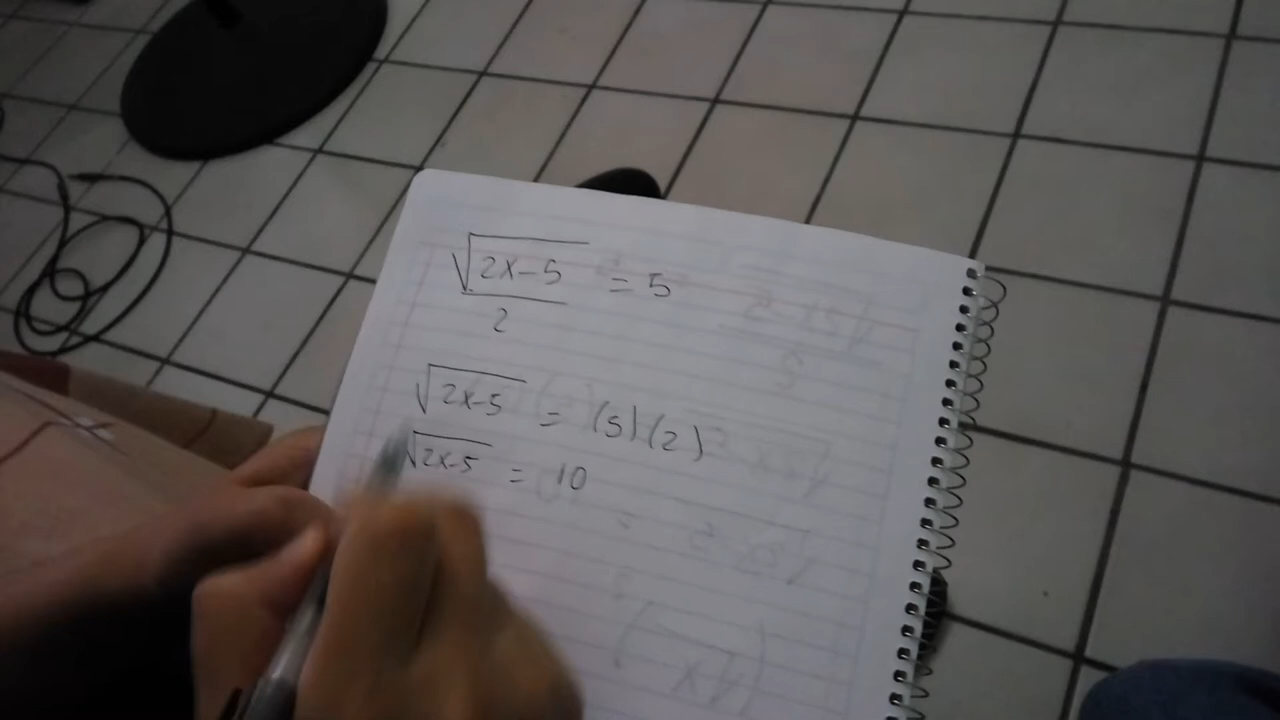 √2x-5 / 2 = 5
√2x-5 = (5)(2)
√2x-5 = 10